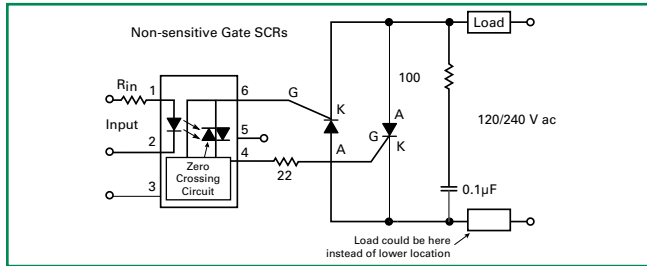 Non-sensitive Gate SCRs
Load
Rin
1
6
G
K
100
A
G
K
120/240 V ac
Input
2
5
4
A
22
Zero
Crossing
Circuit
3
0.1µF
Load could be here
instead of lower location